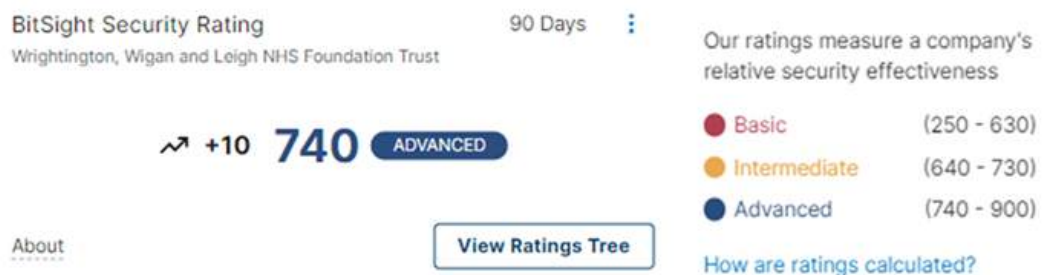 BitSight Security Rating
90 Days
Wrightington, Wigan and Leigh NHS Foundation Trust
+10 740 ADVANCED
About
View Ratings Tree
Our ratings measure a company's
relative security effectiveness
Basic (250 - 630)
Intermediate (640 - 730)
Advanced (740 - 900)
How are ratings calculated?